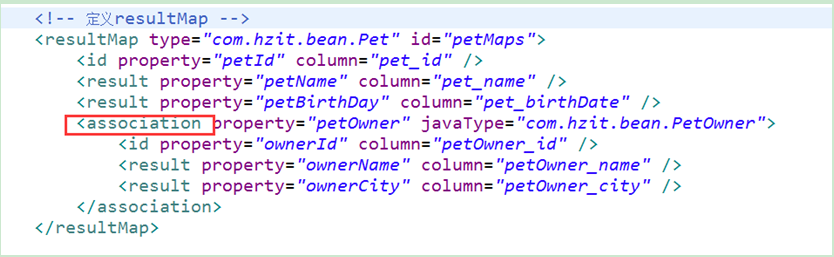 <!-- 定义resultMap -->
<resultMap type="com.hzit.bean.Pet" id="petMaps">
<id property="petId" column="pet_id" />
<result property="petName" column="pet_name" />
<result property="petBirthDay" column="pet_birthDate" />
<association property="petOwner" javaType="com.hzit.bean.PetOwner">
<id property="ownerId" column="petOwner_id" />
<result property="ownerName" column="petOwner_name" />
<result property="ownerCity" column="petOwner_city" />
</association>
</resultMap>